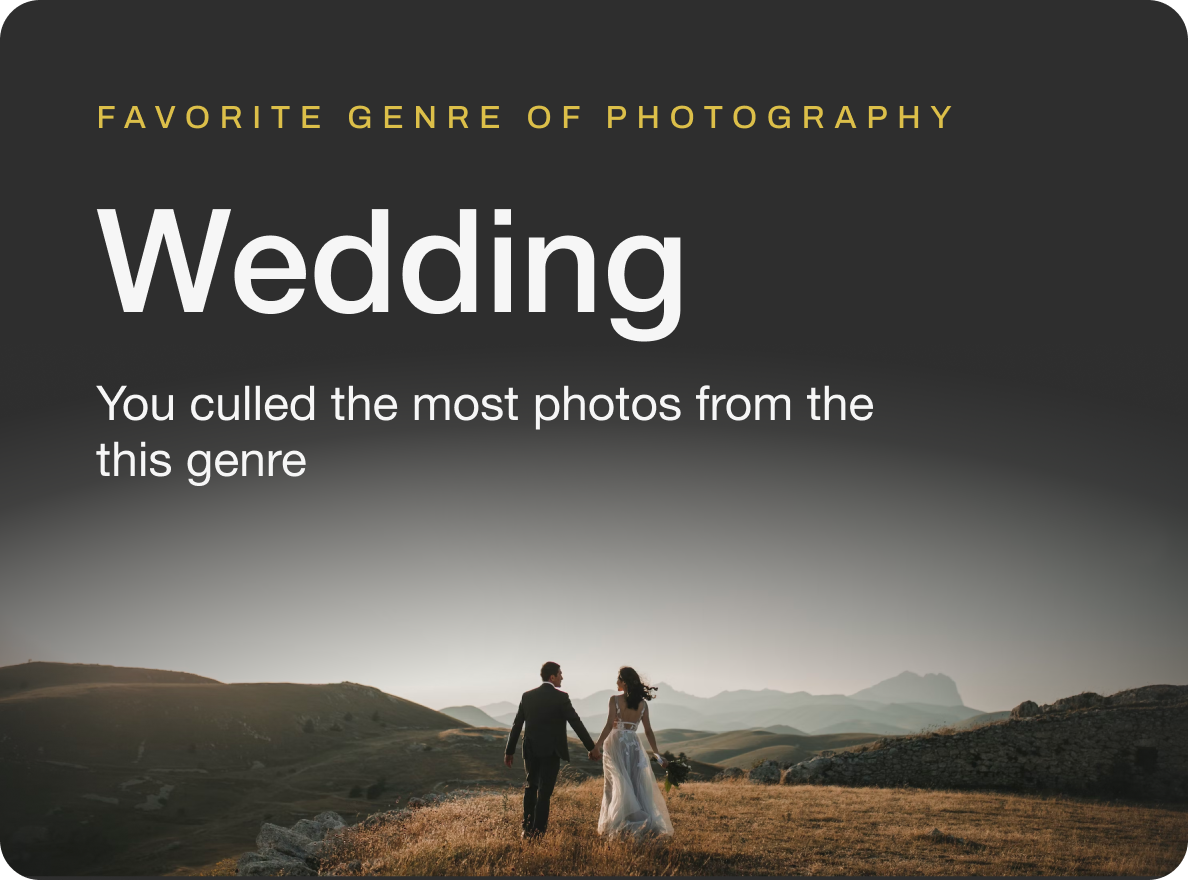 FAVORITE GENRE OF PHOTOGRAPHY
Wedding
You culled the most photos from the
this genre